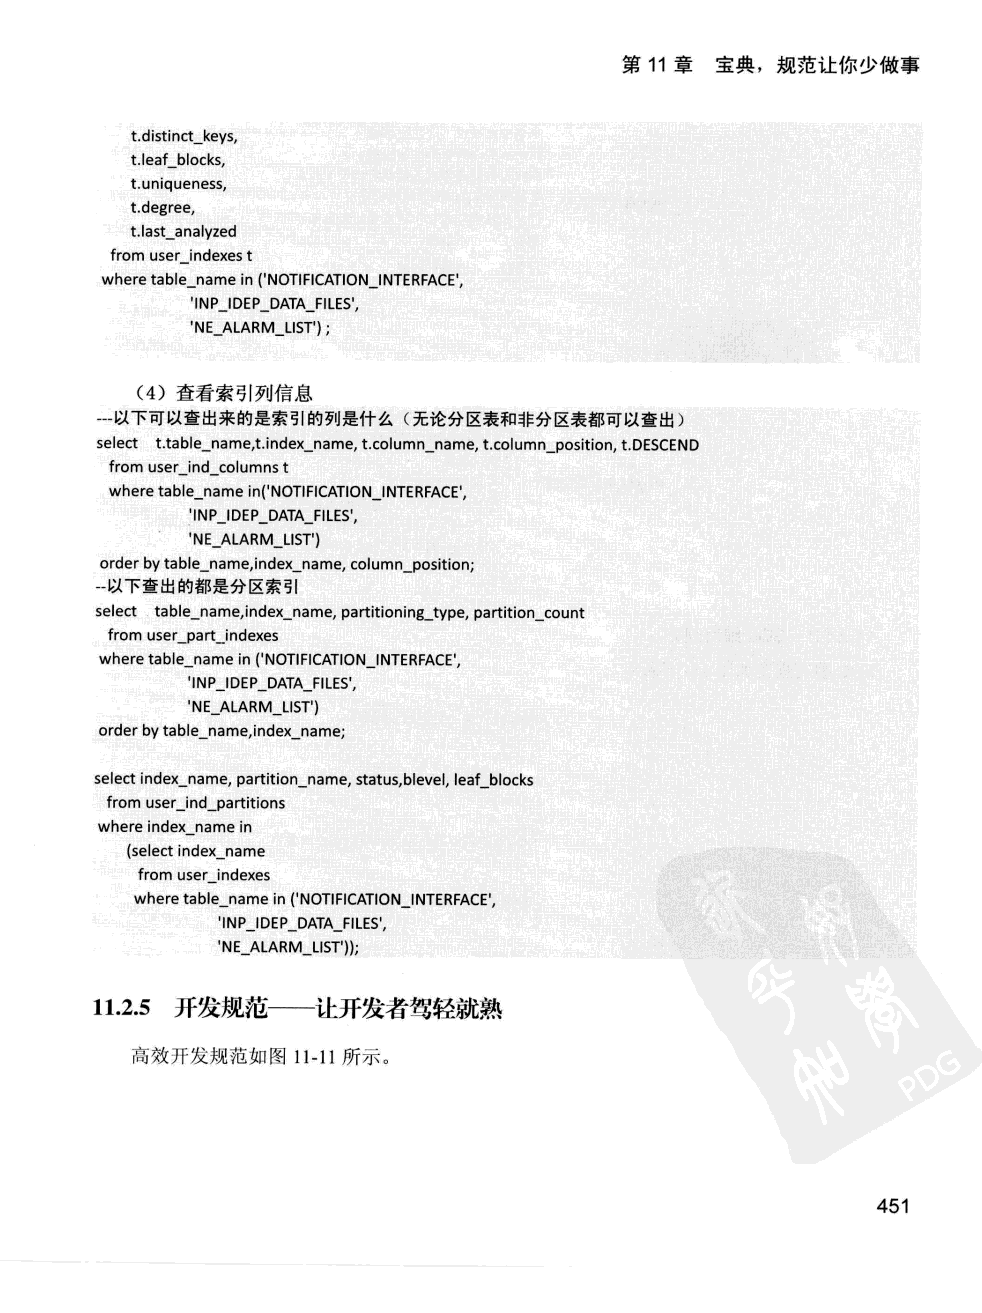 第 11 章　宝典，规范让你少做事
t.distinct_keys,
t.leaf_blocks,
t.uniqueness,
t.degree,
t.last_analyzed
from user_indexes t
where table_name in ('NOTIFICATION_INTERFACE',
'INP_IDEP_DATA_FILES',
'NE_ALARM_LIST') ;
（4）查看索引列信息
---以下可以查出来的是索引的列是什么（无论分区表和非分区表都可以查出）
select t.table_name,t.index_name, t.column_name, t.column_position, t.DESCEND
from user_ind_columns t
where table_name in('NOTIFICATION_INTERFACE',
'INP_IDEP_DATA_FILES',
'NE_ALARM_LIST')
order by table_name,index_name, column_position;
--以下查出的都是分区索引
select table_name,index_name, partitioning_type, partition_count
from user_part_indexes
where table_name in ('NOTIFICATION_INTERFACE',
'INP_IDEP_DATA_FILES',
'NE_ALARM_LIST')
order by table_name,index_name;
select index_name, partition_name, status,blevel, leaf_blocks
from user_ind_partitions
where index_name in
(select index_name
from user_indexes
where table_name in ('NOTIFICATION_INTERFACE',
'INP_IDEP_DATA_FILES',
'NE_ALARM_LIST'));
11.2.5　开发规范——让开发者驾轻就熟
高效开发规范如图 11-11 所示。
PDG
451